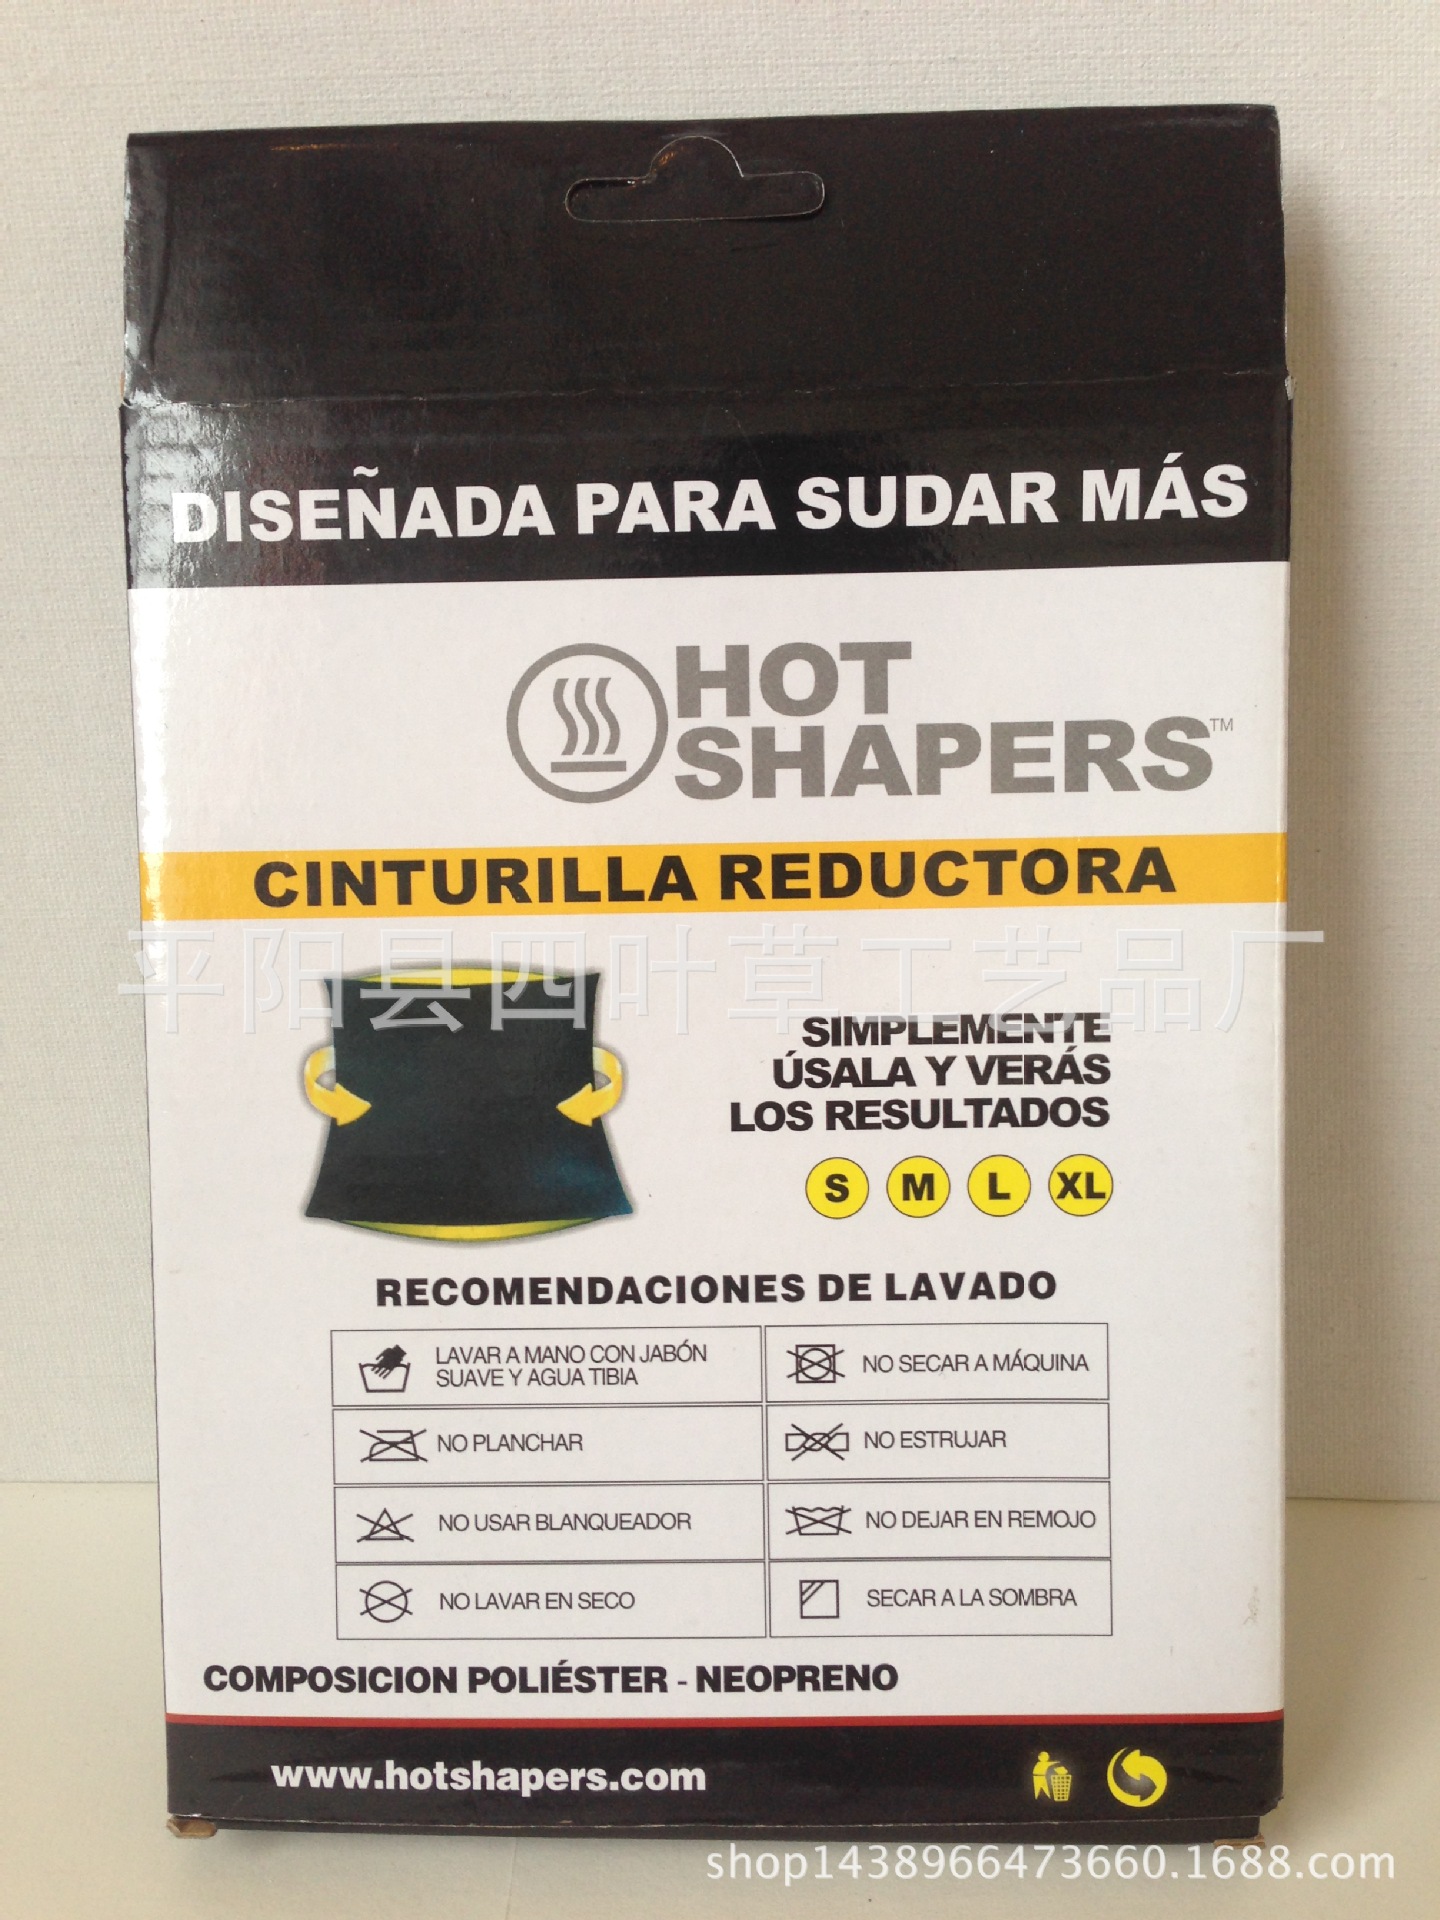 DISEÑADA PARA SUDAR MÁS
HOT
SHAPERS™
CINTURILLA REDUCTORA
平阳县四叶草工艺品厂
SIMPLEMENTE
ÚSALA Y VERÁS
LOS RESULTADOS
S M L XL
RECOMENDACIONES DE LAVADO
LAVAR A MANO CON JABÓN
SUAVE Y AGUA TIBIA
NO SECAR A MÁQUINA
NO PLANCHAR
NO ESTRUJAR
NO USAR BLANQUEADOR
NO DEJAR EN REMOJO
NO LAVAR EN SECO
SECAR A LA SOMBRA
COMPOSICION POLIÉSTER - NEOPRENO
www.hotshapers.com
shop1438966473660.1688.com